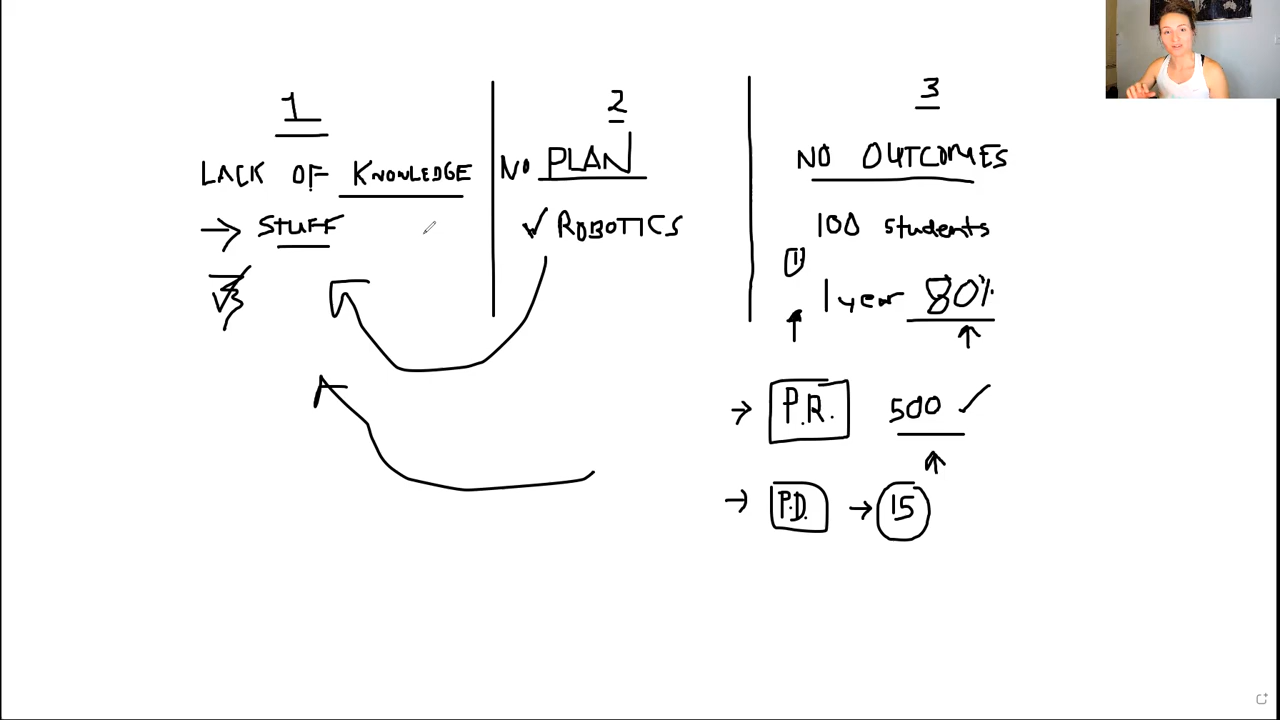 1
LACK OF KNOWLEDGE
→ STUFF
2
NO PLAN
✓ ROBOTICS
3
NO OUTCOMES
100 students
1
1 year 80%
→ P.R. 500 ✓
→ P.D. → 15